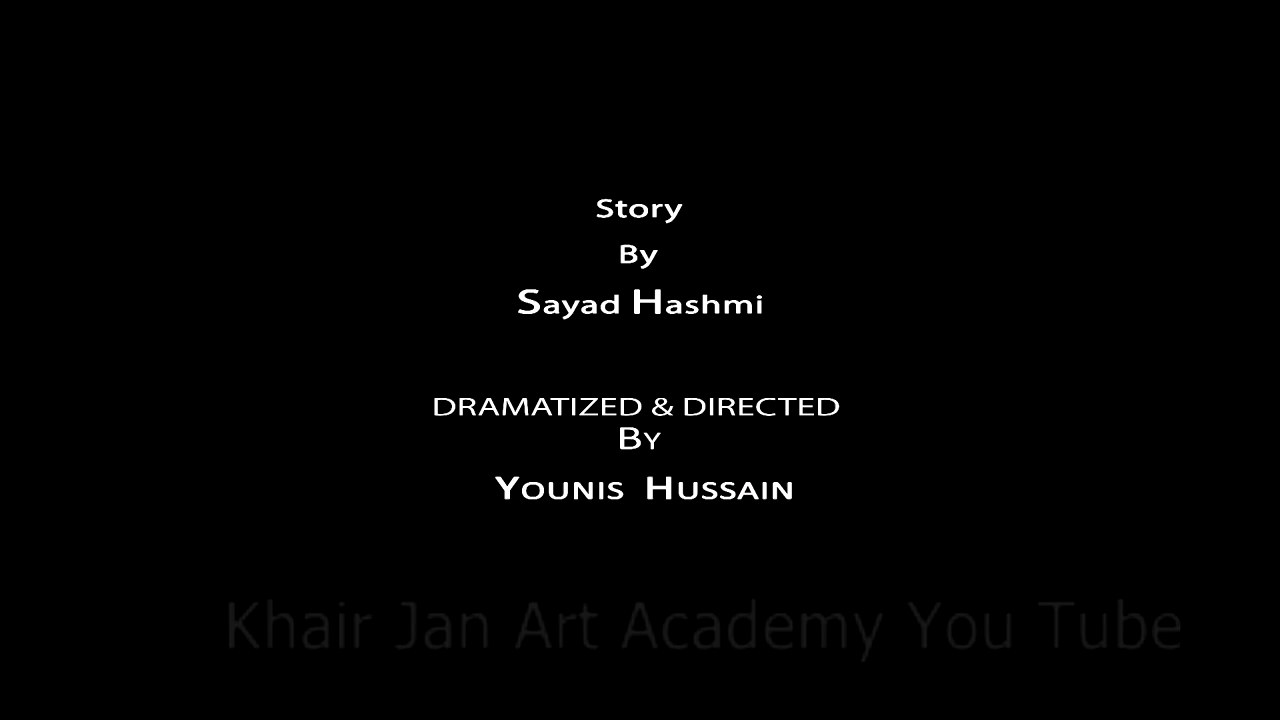 Story
By
Sayad Hashmi
DRAMATIZED & DIRECTED
BY
YOUNIS HUSSAIN
Khair Jan Art Academy You Tube